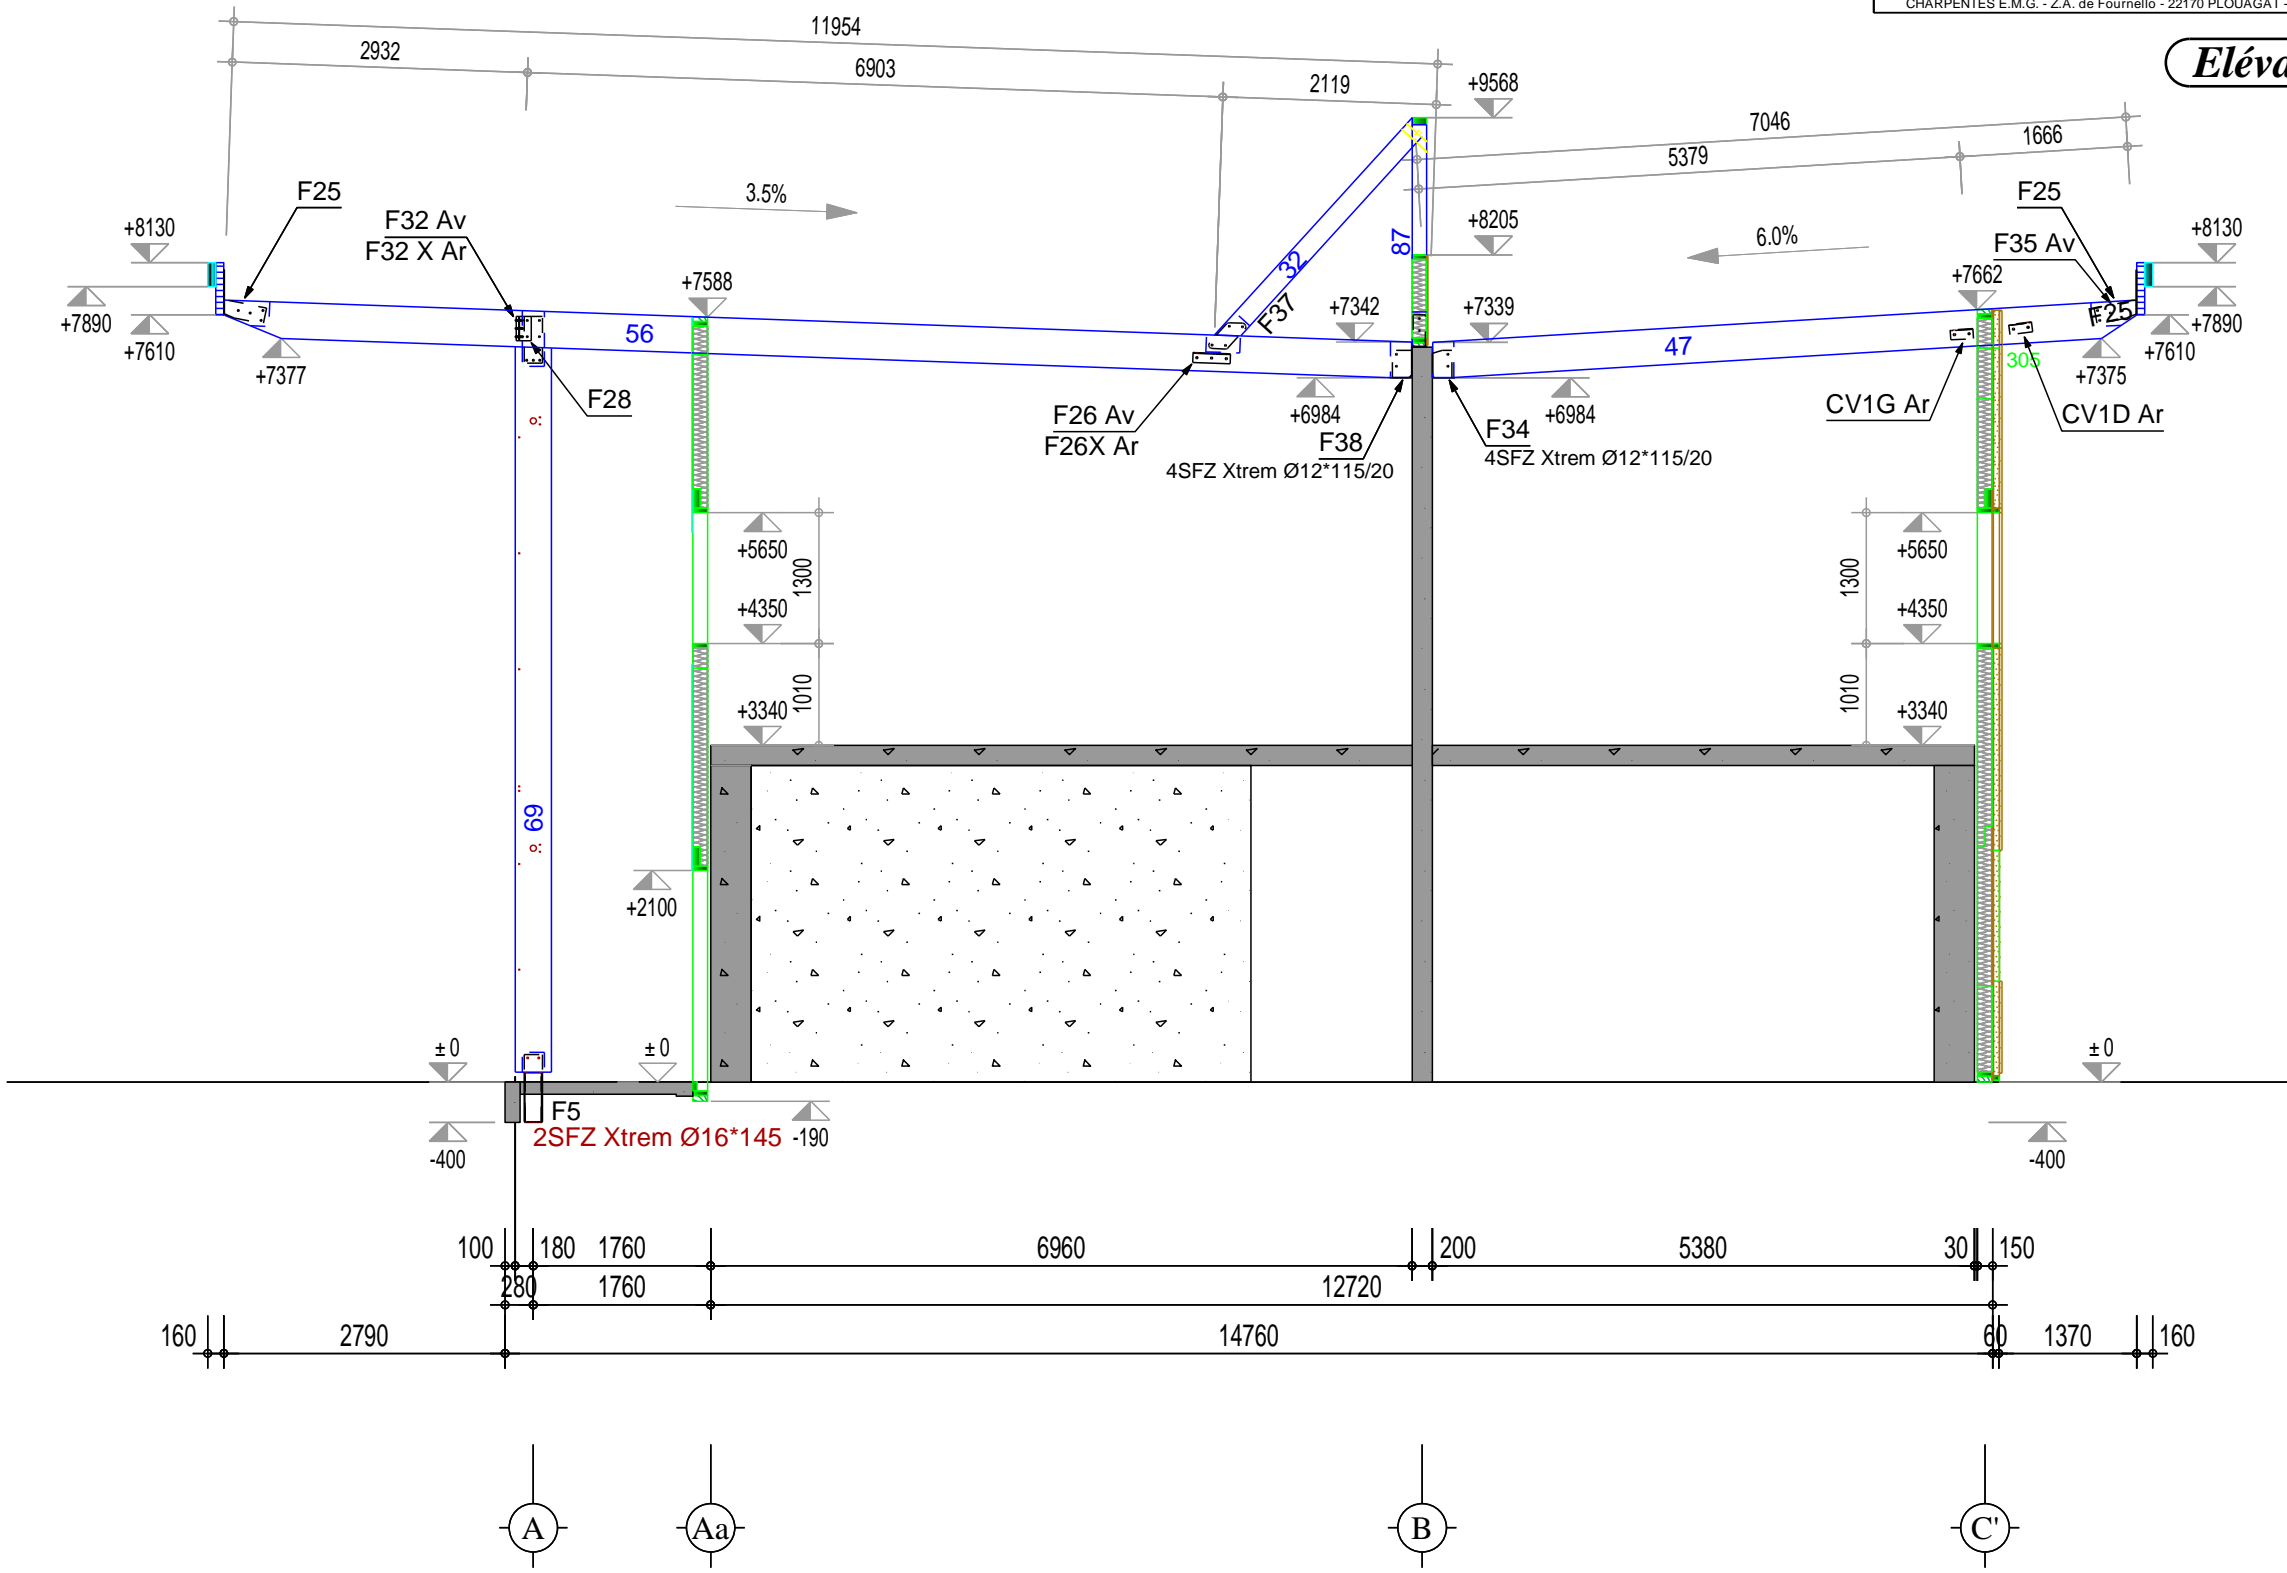 CHARPENTES E.M.G. - Z.A. de Fournello - 22170 PLOUAGAT -
11954
2932
6903
2119
+9568
7046
5379
1666
F25
F32 Av
F32 X Ar
3.5%
6.0%
F25
F35 Av
+8130
+7890
+7610
+7377
+7588
+8205
87
32
F37
+7342
+7339
+7662
+8130
+7890
+7610
+7375
F25
305
56
47
F28
F26 Av
F26X Ar
+6984
F38
4SFZ Xtrem Ø12*115/20
+6984
F34
4SFZ Xtrem Ø12*115/20
CV1G Ar
CV1D Ar
+5650
1300
+4350
1010
+3340
+5650
1300
+4350
1010
+3340
69
+2100
± 0
± 0
± 0
F5
2SFZ Xtrem Ø16*145
-190
-400
-400
100
180
1760
6960
200
5380
30
150
280
1760
12720
160
2790
14760
60
1370
160
A
Aa
B
C'